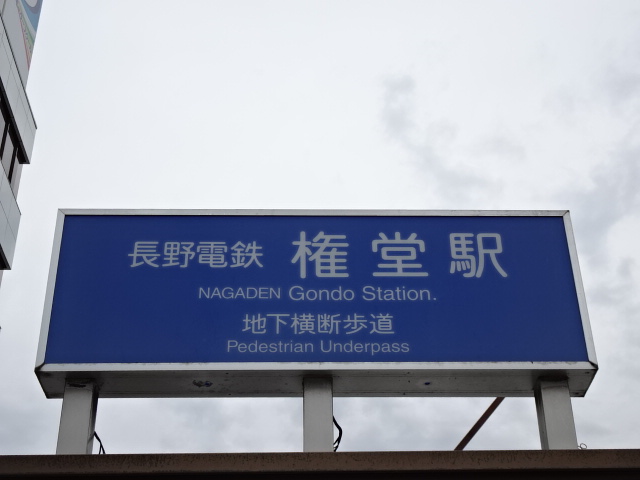 長野電鉄 権堂駅
NAGADEN Gondo Station.
地下横断歩道
Pedestrian Underpass